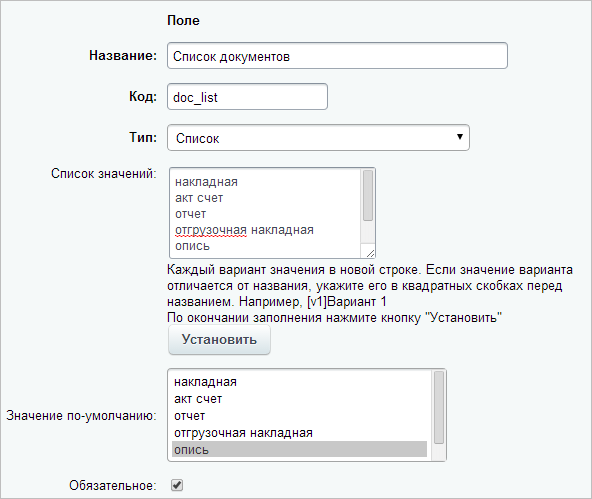 Поле
Название: Список документов
Код: doc_list
Тип: Список
Список значений:
накладная
акт счет
отчет
отгрузочная накладная
опись
Каждый вариант значения в новой строке. Если значение варианта
отличается от названия, укажите его в квадратных скобках перед
названием. Например, [v1]Вариант 1
По окончании заполнения нажмите кнопку "Установить"
Установить
Значение по-умолчанию:
накладная
акт счет
отчет
отгрузочная накладная
опись
Обязательное: